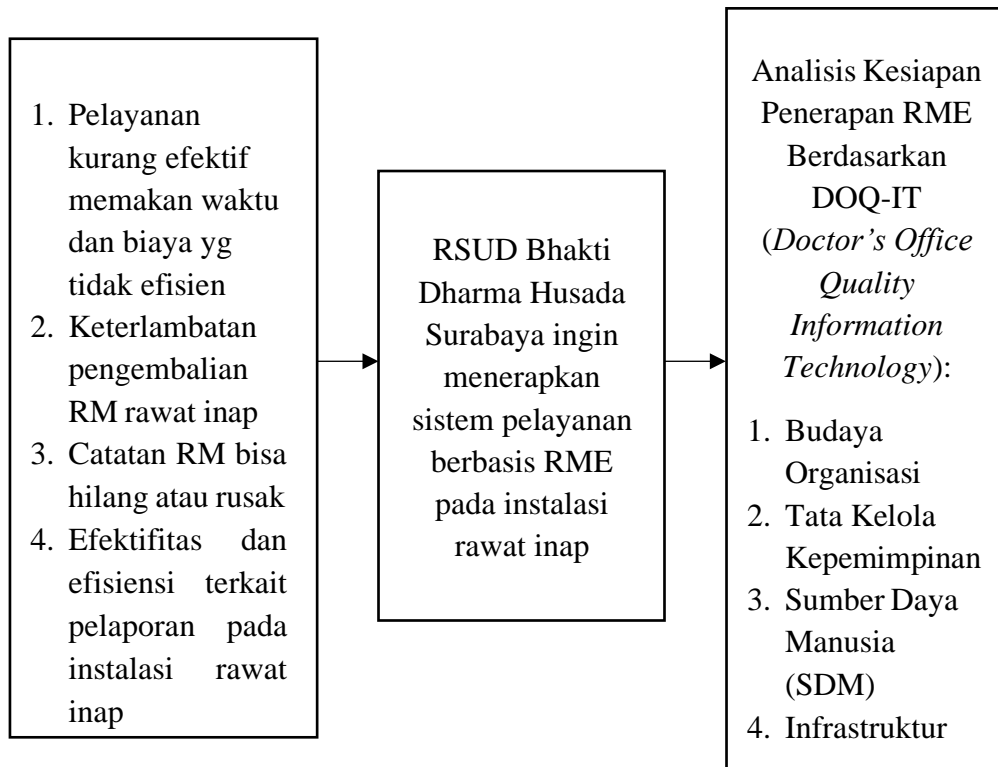 1. Pelayanan
kurang efektif
memakan waktu
dan biaya yg
tidak efisien
2. Keterlambatan
pengembalian
RM rawat inap
3. Catatan RM bisa
hilang atau rusak
4. Efektifitas dan
efisiensi terkait
pelaporan pada
instalasi rawat
inap
RSUD Bhakti
Dharma Husada
Surabaya ingin
menerapkan
sistem pelayanan
berbasis RME
pada instalasi
rawat inap
Analisis Kesiapan
Penerapan RME
Berdasarkan
DOQ-IT
(Doctor’s Office
Quality
Information
Technology):
1. Budaya
Organisasi
2. Tata Kelola
Kepemimpinan
3. Sumber Daya
Manusia
(SDM)
4. Infrastruktur